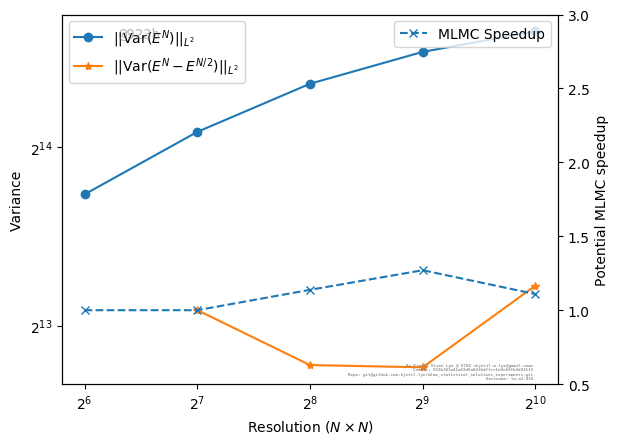 ||Var(E^N)||_{L^2}
||Var(E^N − E^{N/2})||_{L^2}
MLMC Speedup
Variance
2^{14}
2^{13}
3.0
2.5
2.0
1.5
1.0
0.5
Potential MLMC speedup
2^6
2^7
2^8
2^9
2^{10}
Resolution (N × N)